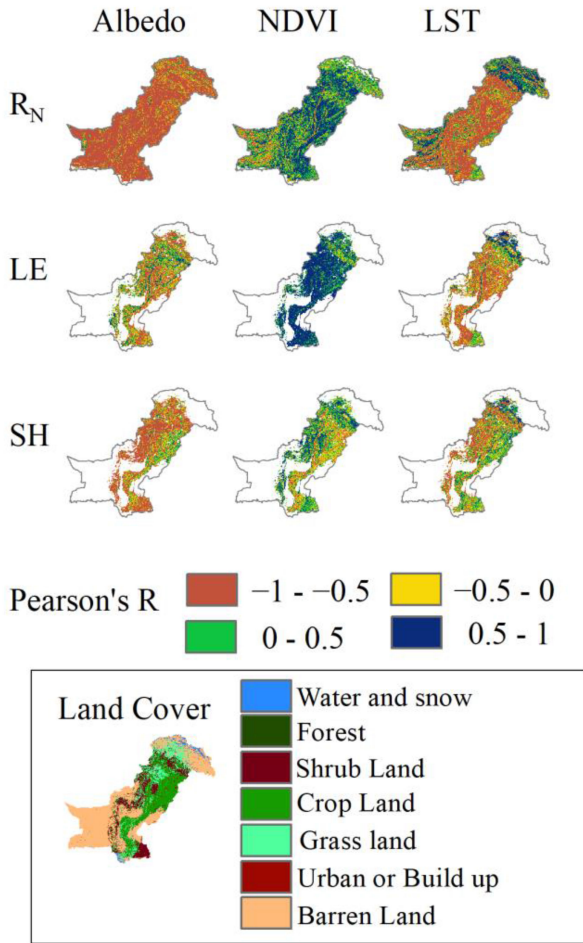 Albedo NDVI LST
R_N
LE
SH
Pearson's R −1 - −0.5 −0.5 - 0
0 - 0.5 0.5 - 1
Land Cover
Water and snow
Forest
Shrub Land
Crop Land
Grass land
Urban or Build up
Barren Land